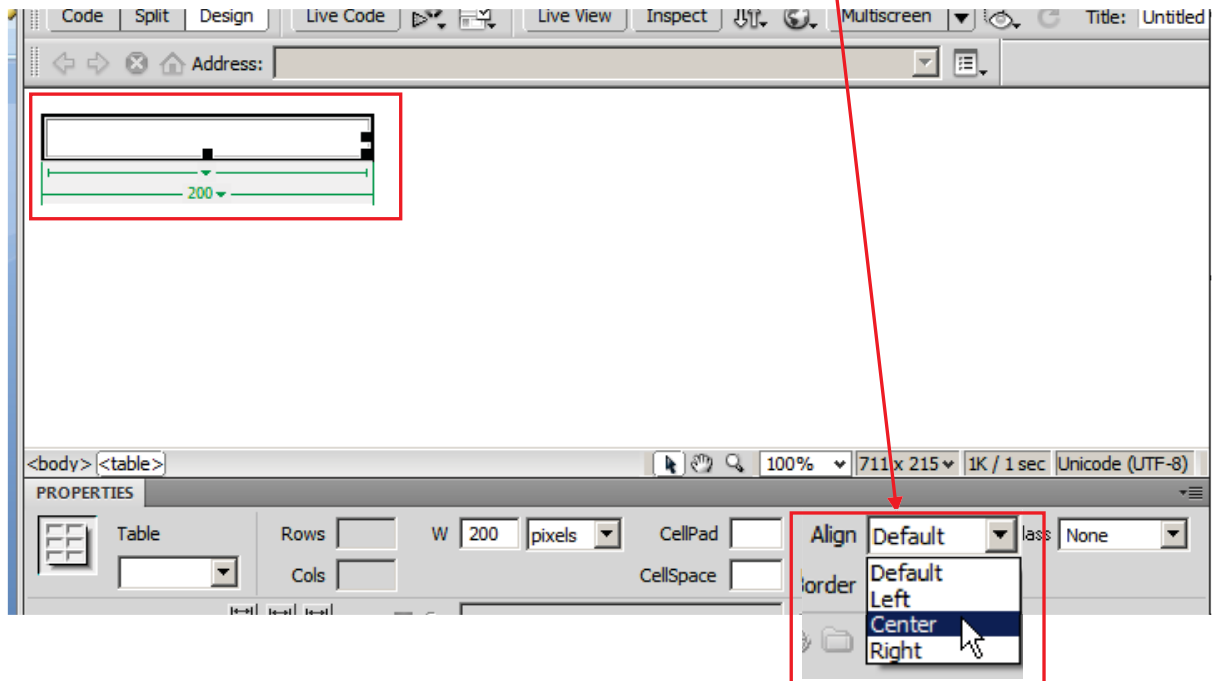 Code Split Design Live Code Live View Inspect Multiscreen Title: Untitled
Address:
200
<body> <table> 100% 711 x 215 1K / 1 sec Unicode (UTF-8)
PROPERTIES
Table Rows W 200 pixels CellPad Align Default lass None
Cols CellSpace order Default
Left
Center
Right